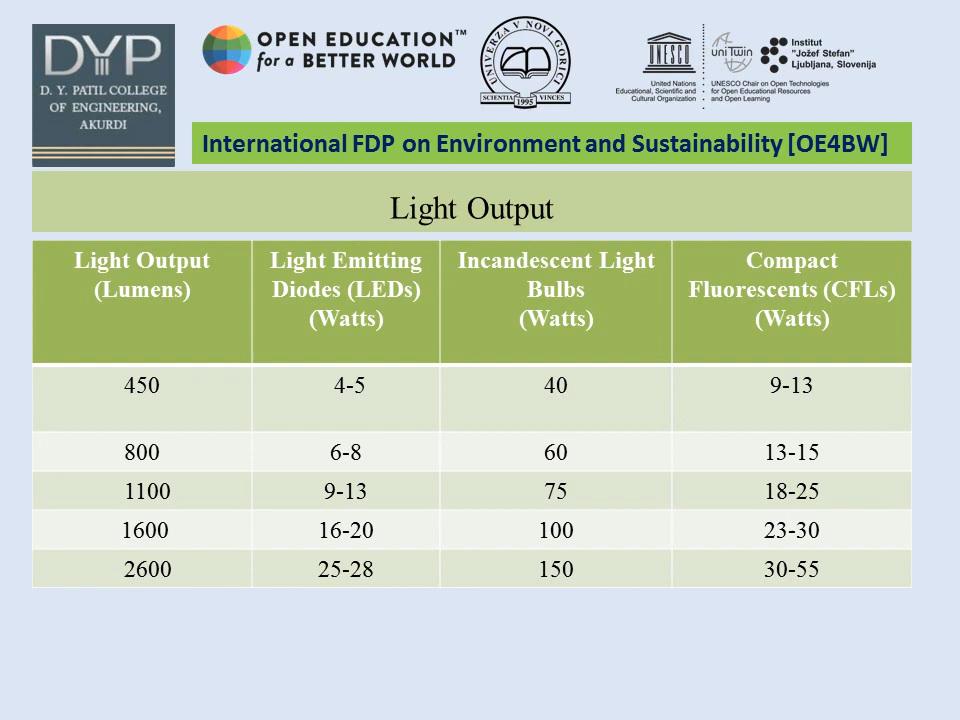 DYP
D. Y. PATIL COLLEGE
OF ENGINEERING,
AKURDI
OPEN EDUCATION™
for a BETTER WORLD
UNIVERZA V NOVI GORICI
SCIENTIA VINCES
1995
UNESCO
United Nations
Educational, Scientific and
Cultural Organization
uniTwin
Institut
"Jožef Stefan"
Ljubljana, Slovenija
UNESCO Chair on Open Technologies
for Open Educational Resources
and Open Learning
International FDP on Environment and Sustainability [OE4BW]
Light Output
Light Output
(Lumens)
Light Emitting
Diodes (LEDs)
(Watts)
Incandescent Light
Bulbs
(Watts)
Compact
Fluorescents (CFLs)
(Watts)
450 4-5 40 9-13
800 6-8 60 13-15
1100 9-13 75 18-25
1600 16-20 100 23-30
2600 25-28 150 30-55